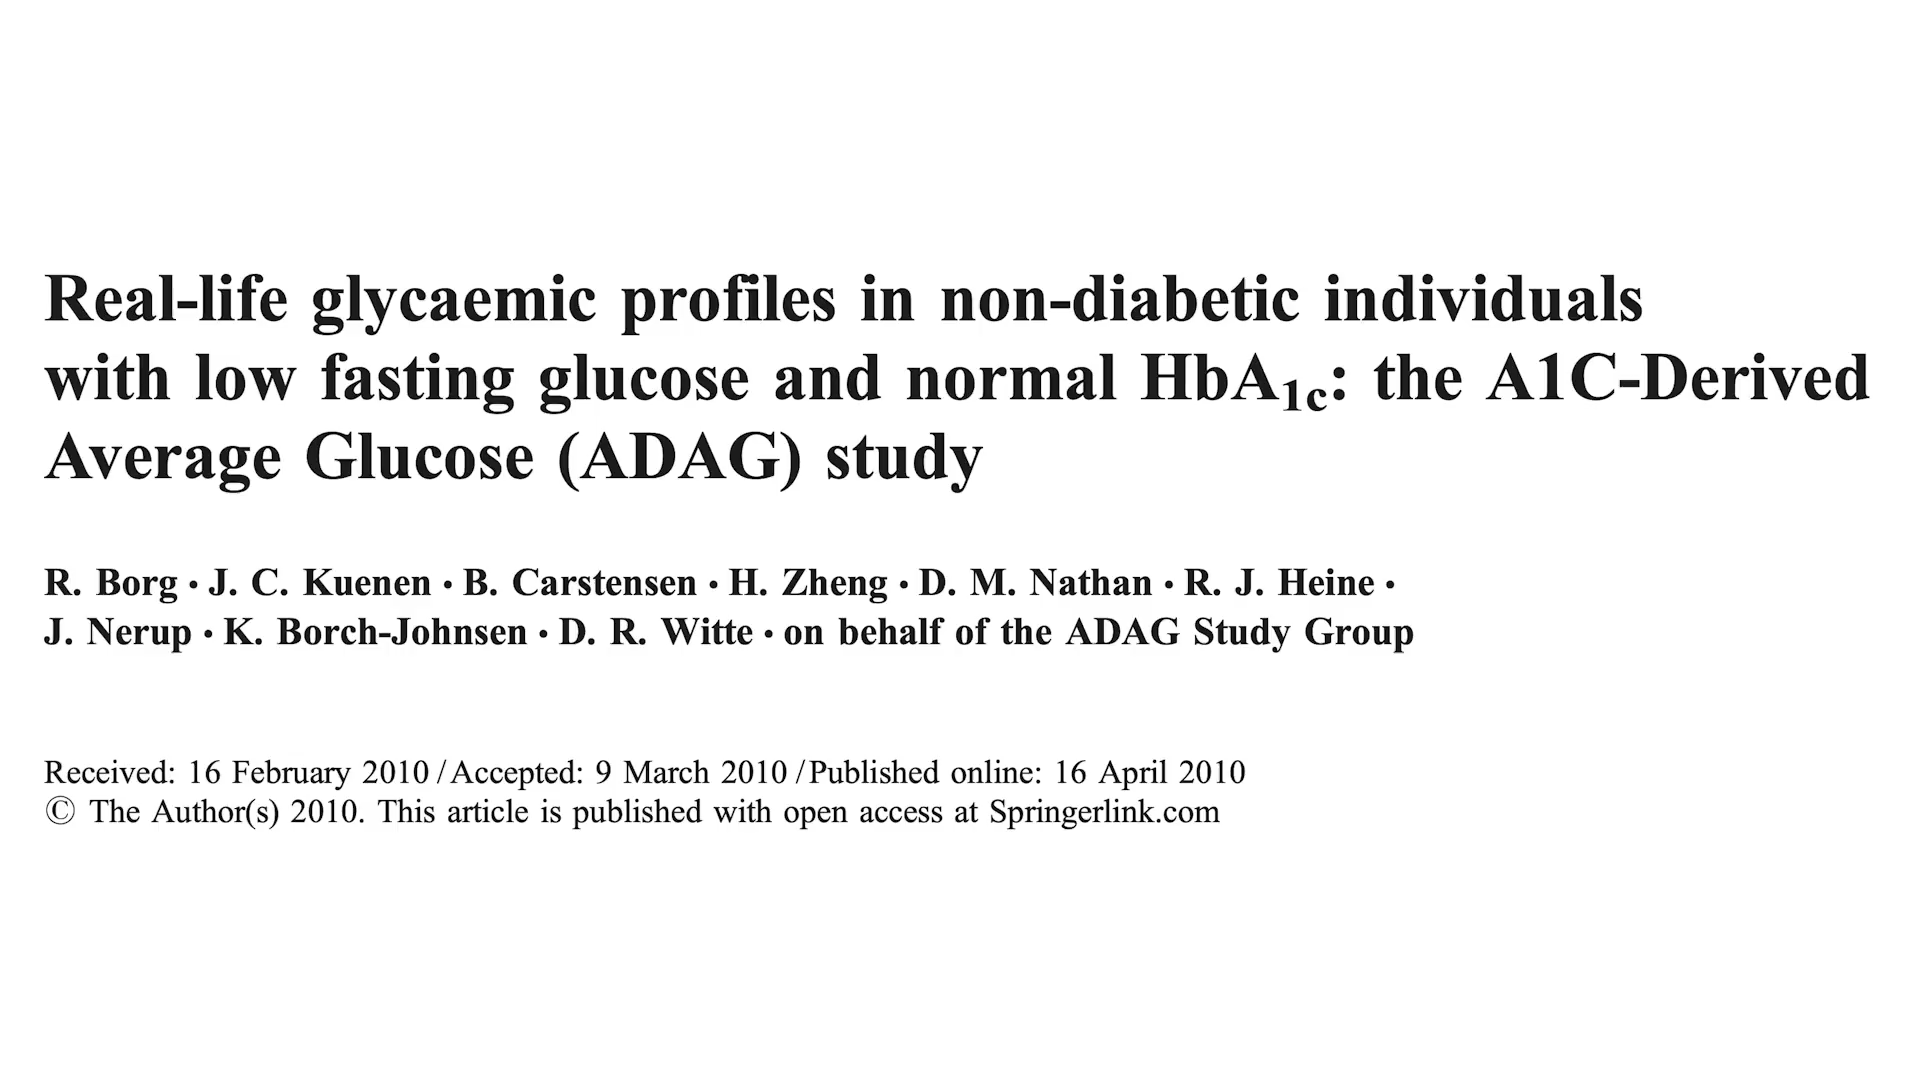 Real-life glycaemic profiles in non-diabetic individuals
with low fasting glucose and normal HbA1c: the A1C-Derived
Average Glucose (ADAG) study
R. Borg · J. C. Kuenen · B. Carstensen · H. Zheng · D. M. Nathan · R. J. Heine ·
J. Nerup · K. Borch-Johnsen · D. R. Witte · on behalf of the ADAG Study Group
Received: 16 February 2010 / Accepted: 9 March 2010 / Published online: 16 April 2010
© The Author(s) 2010. This article is published with open access at Springerlink.com